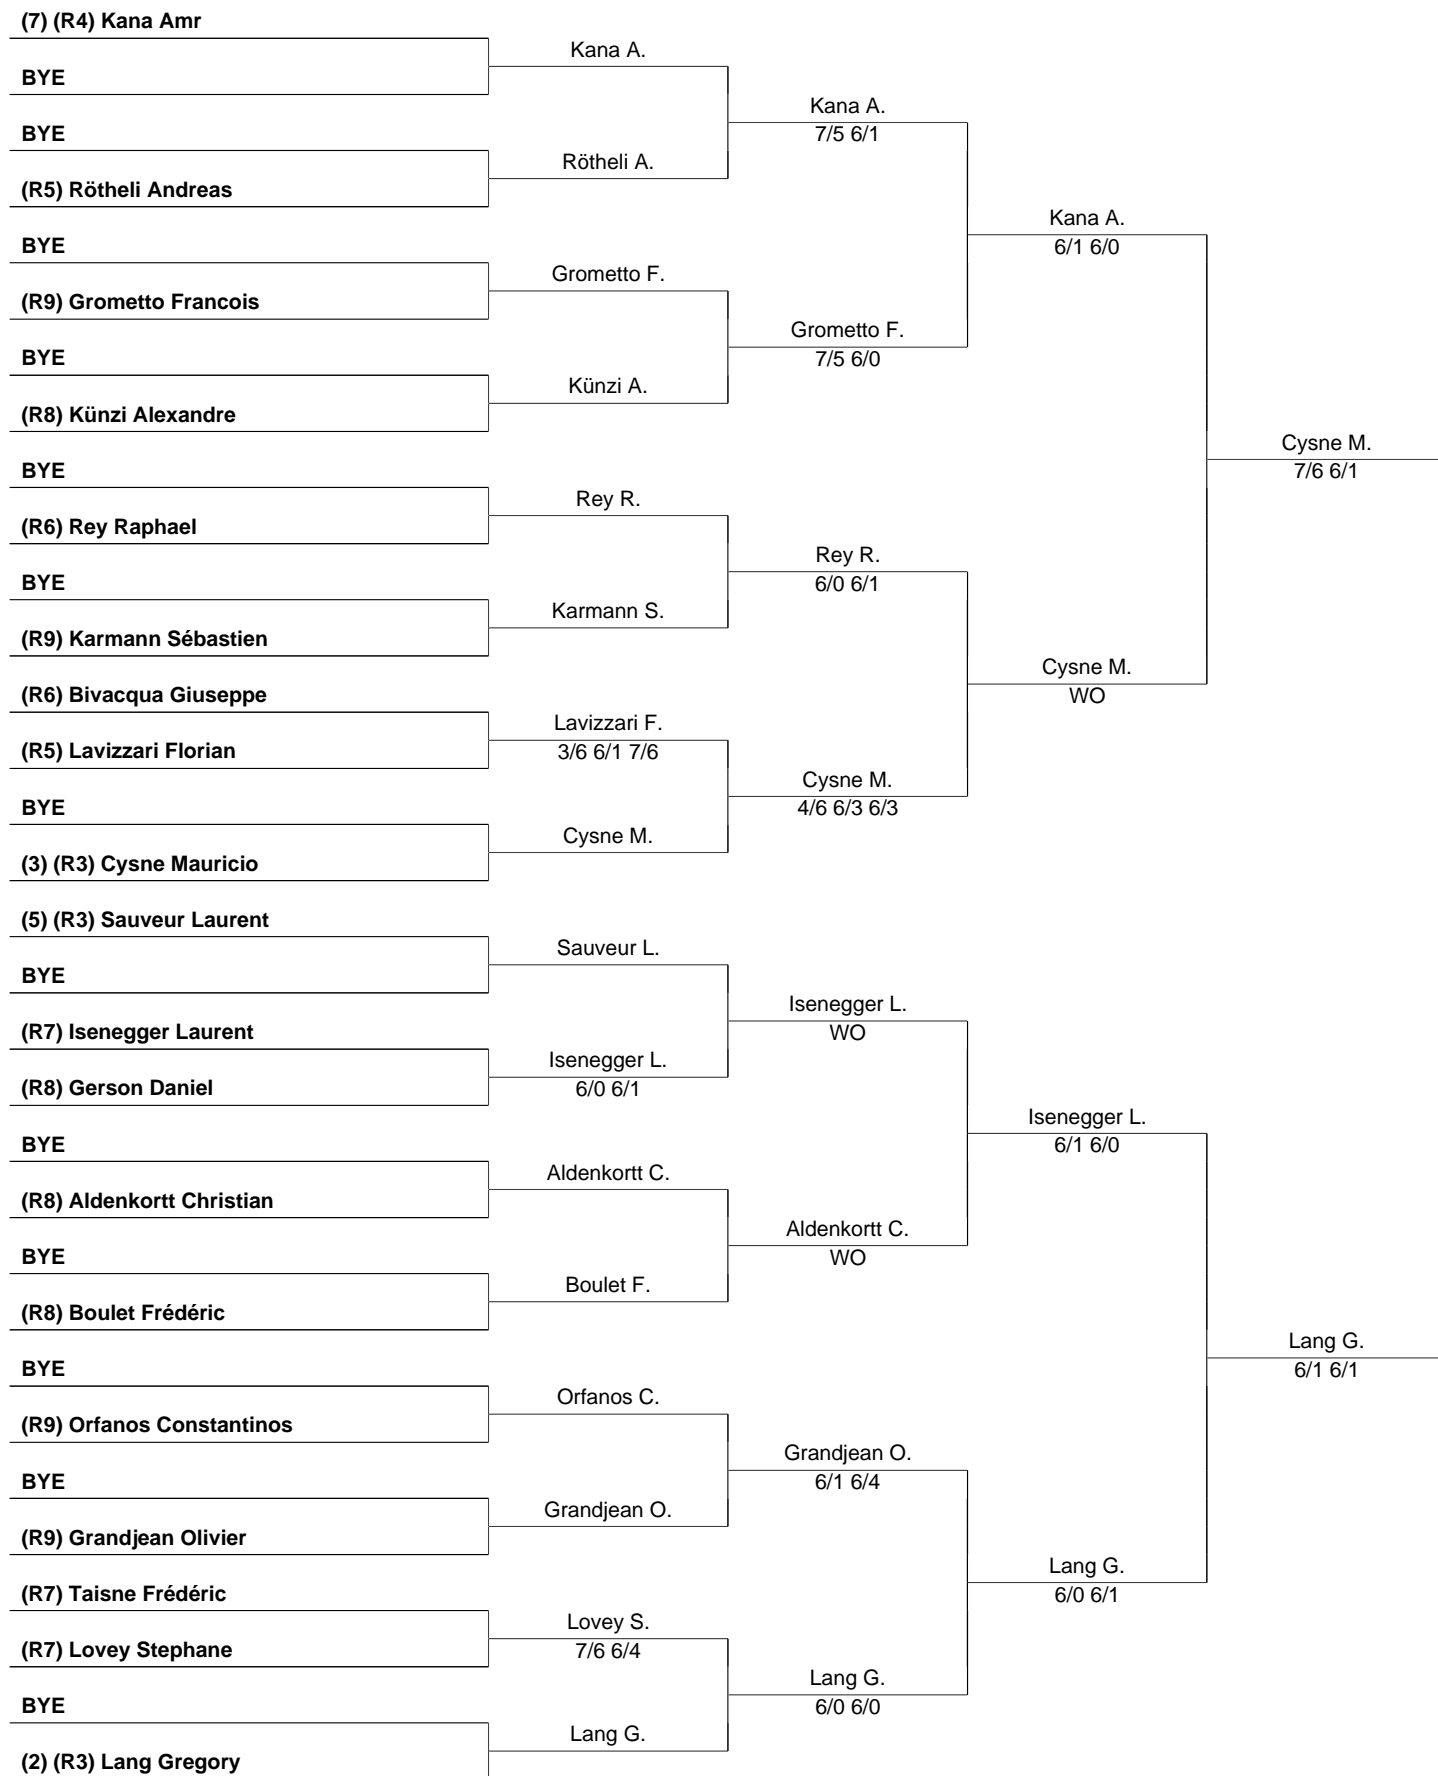 (7) (R4) Kana Amr
Kana A.
BYE
Kana A.
7/5 6/1
BYE
Rötheli A.
(R5) Rötheli Andreas
Kana A.
6/1 6/0
BYE
Grometto F.
(R9) Grometto Francois
Grometto F.
7/5 6/0
BYE
Künzi A.
(R8) Künzi Alexandre
Cysne M.
7/6 6/1
BYE
Rey R.
(R6) Rey Raphael
Rey R.
6/0 6/1
BYE
Karmann S.
(R9) Karmann Sébastien
Cysne M.
WO
(R6) Bivacqua Giuseppe
Lavizzari F.
3/6 6/1 7/6
(R5) Lavizzari Florian
Cysne M.
4/6 6/3 6/3
BYE
Cysne M.
(3) (R3) Cysne Mauricio
(5) (R3) Sauveur Laurent
Sauveur L.
BYE
Isenegger L.
WO
(R7) Isenegger Laurent
Isenegger L.
6/0 6/1
(R8) Gerson Daniel
Isenegger L.
6/1 6/0
BYE
Aldenkortt C.
(R8) Aldenkortt Christian
Aldenkortt C.
WO
BYE
Boulet F.
(R8) Boulet Frédéric
Lang G.
6/1 6/1
BYE
Orfanos C.
(R9) Orfanos Constantinos
Grandjean O.
6/1 6/4
BYE
Grandjean O.
(R9) Grandjean Olivier
Lang G.
6/0 6/1
(R7) Taisne Frédéric
Lovey S.
7/6 6/4
(R7) Lovey Stephane
Lang G.
6/0 6/0
BYE
Lang G.
(2) (R3) Lang Gregory